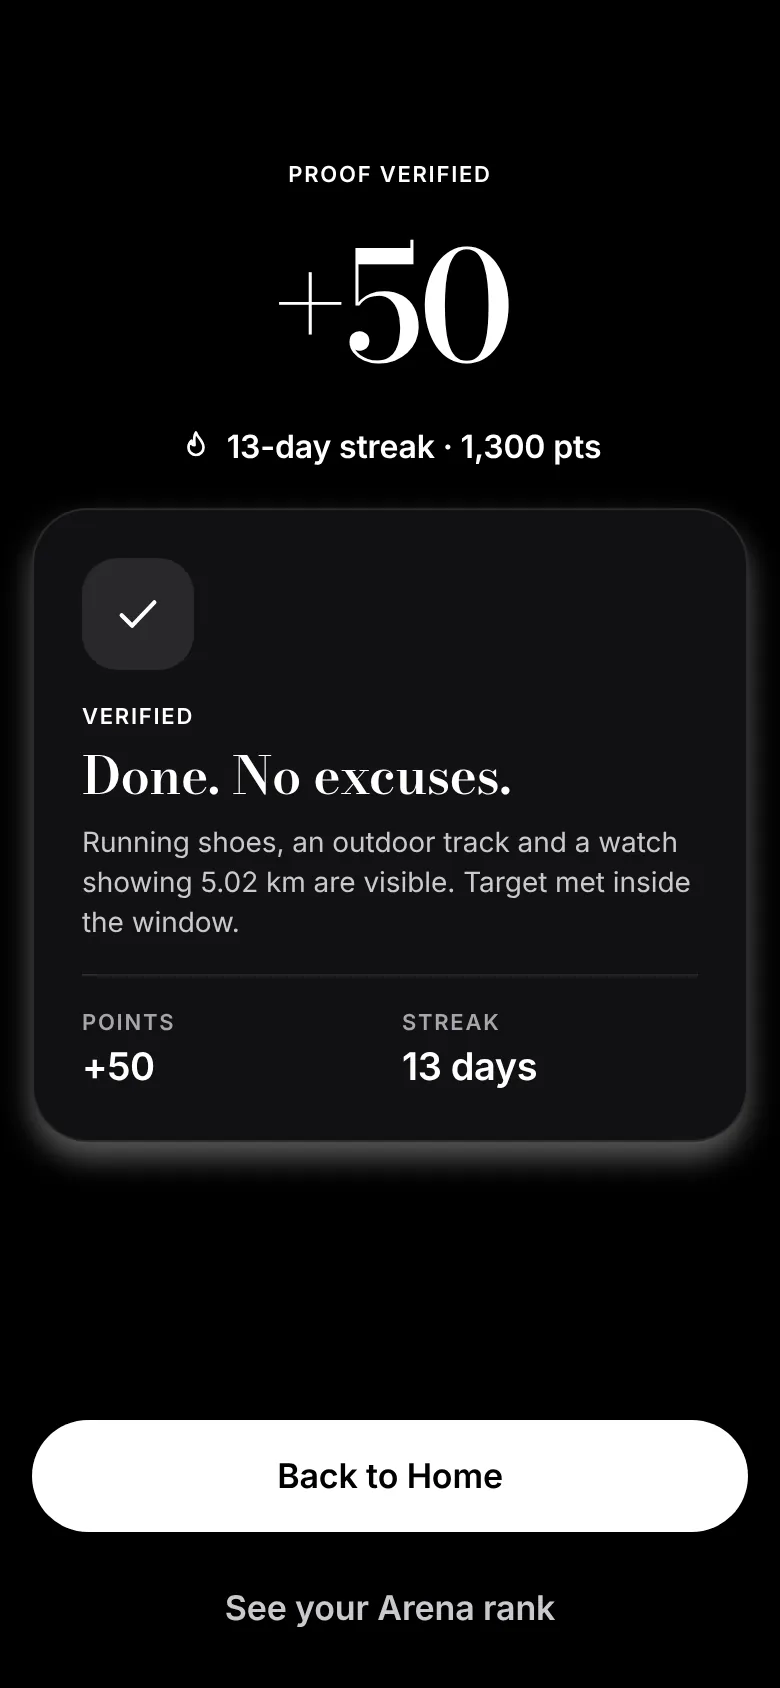 PROOF VERIFIED
+50
13-day streak · 1,300 pts
VERIFIED
Done. No excuses.
Running shoes, an outdoor track and a watch
showing 5.02 km are visible. Target met inside
the window.
POINTS
STREAK
+50
13 days
Back to Home
See your Arena rank